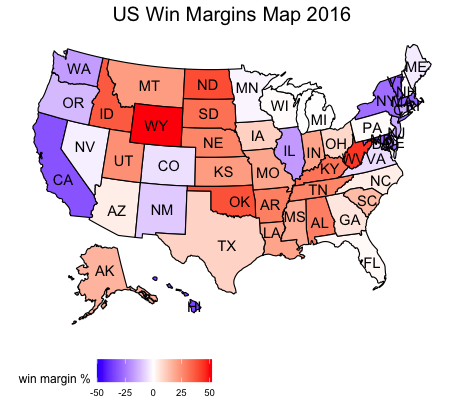 US Win Margins Map 2016
WA
ME
MT
ND
MN
OR
ID
SD
WI
NY
WY
MI
IA
PA
NE
NV
UT
IL
IN
OH
CO
WV
VA
CA
KS
MO
KY
NC
AZ
NM
OK
AR
TN
SC
MS
AL
GA
TX
LA
FL
AK
HI
win margin %
-50 -25 0 25 50